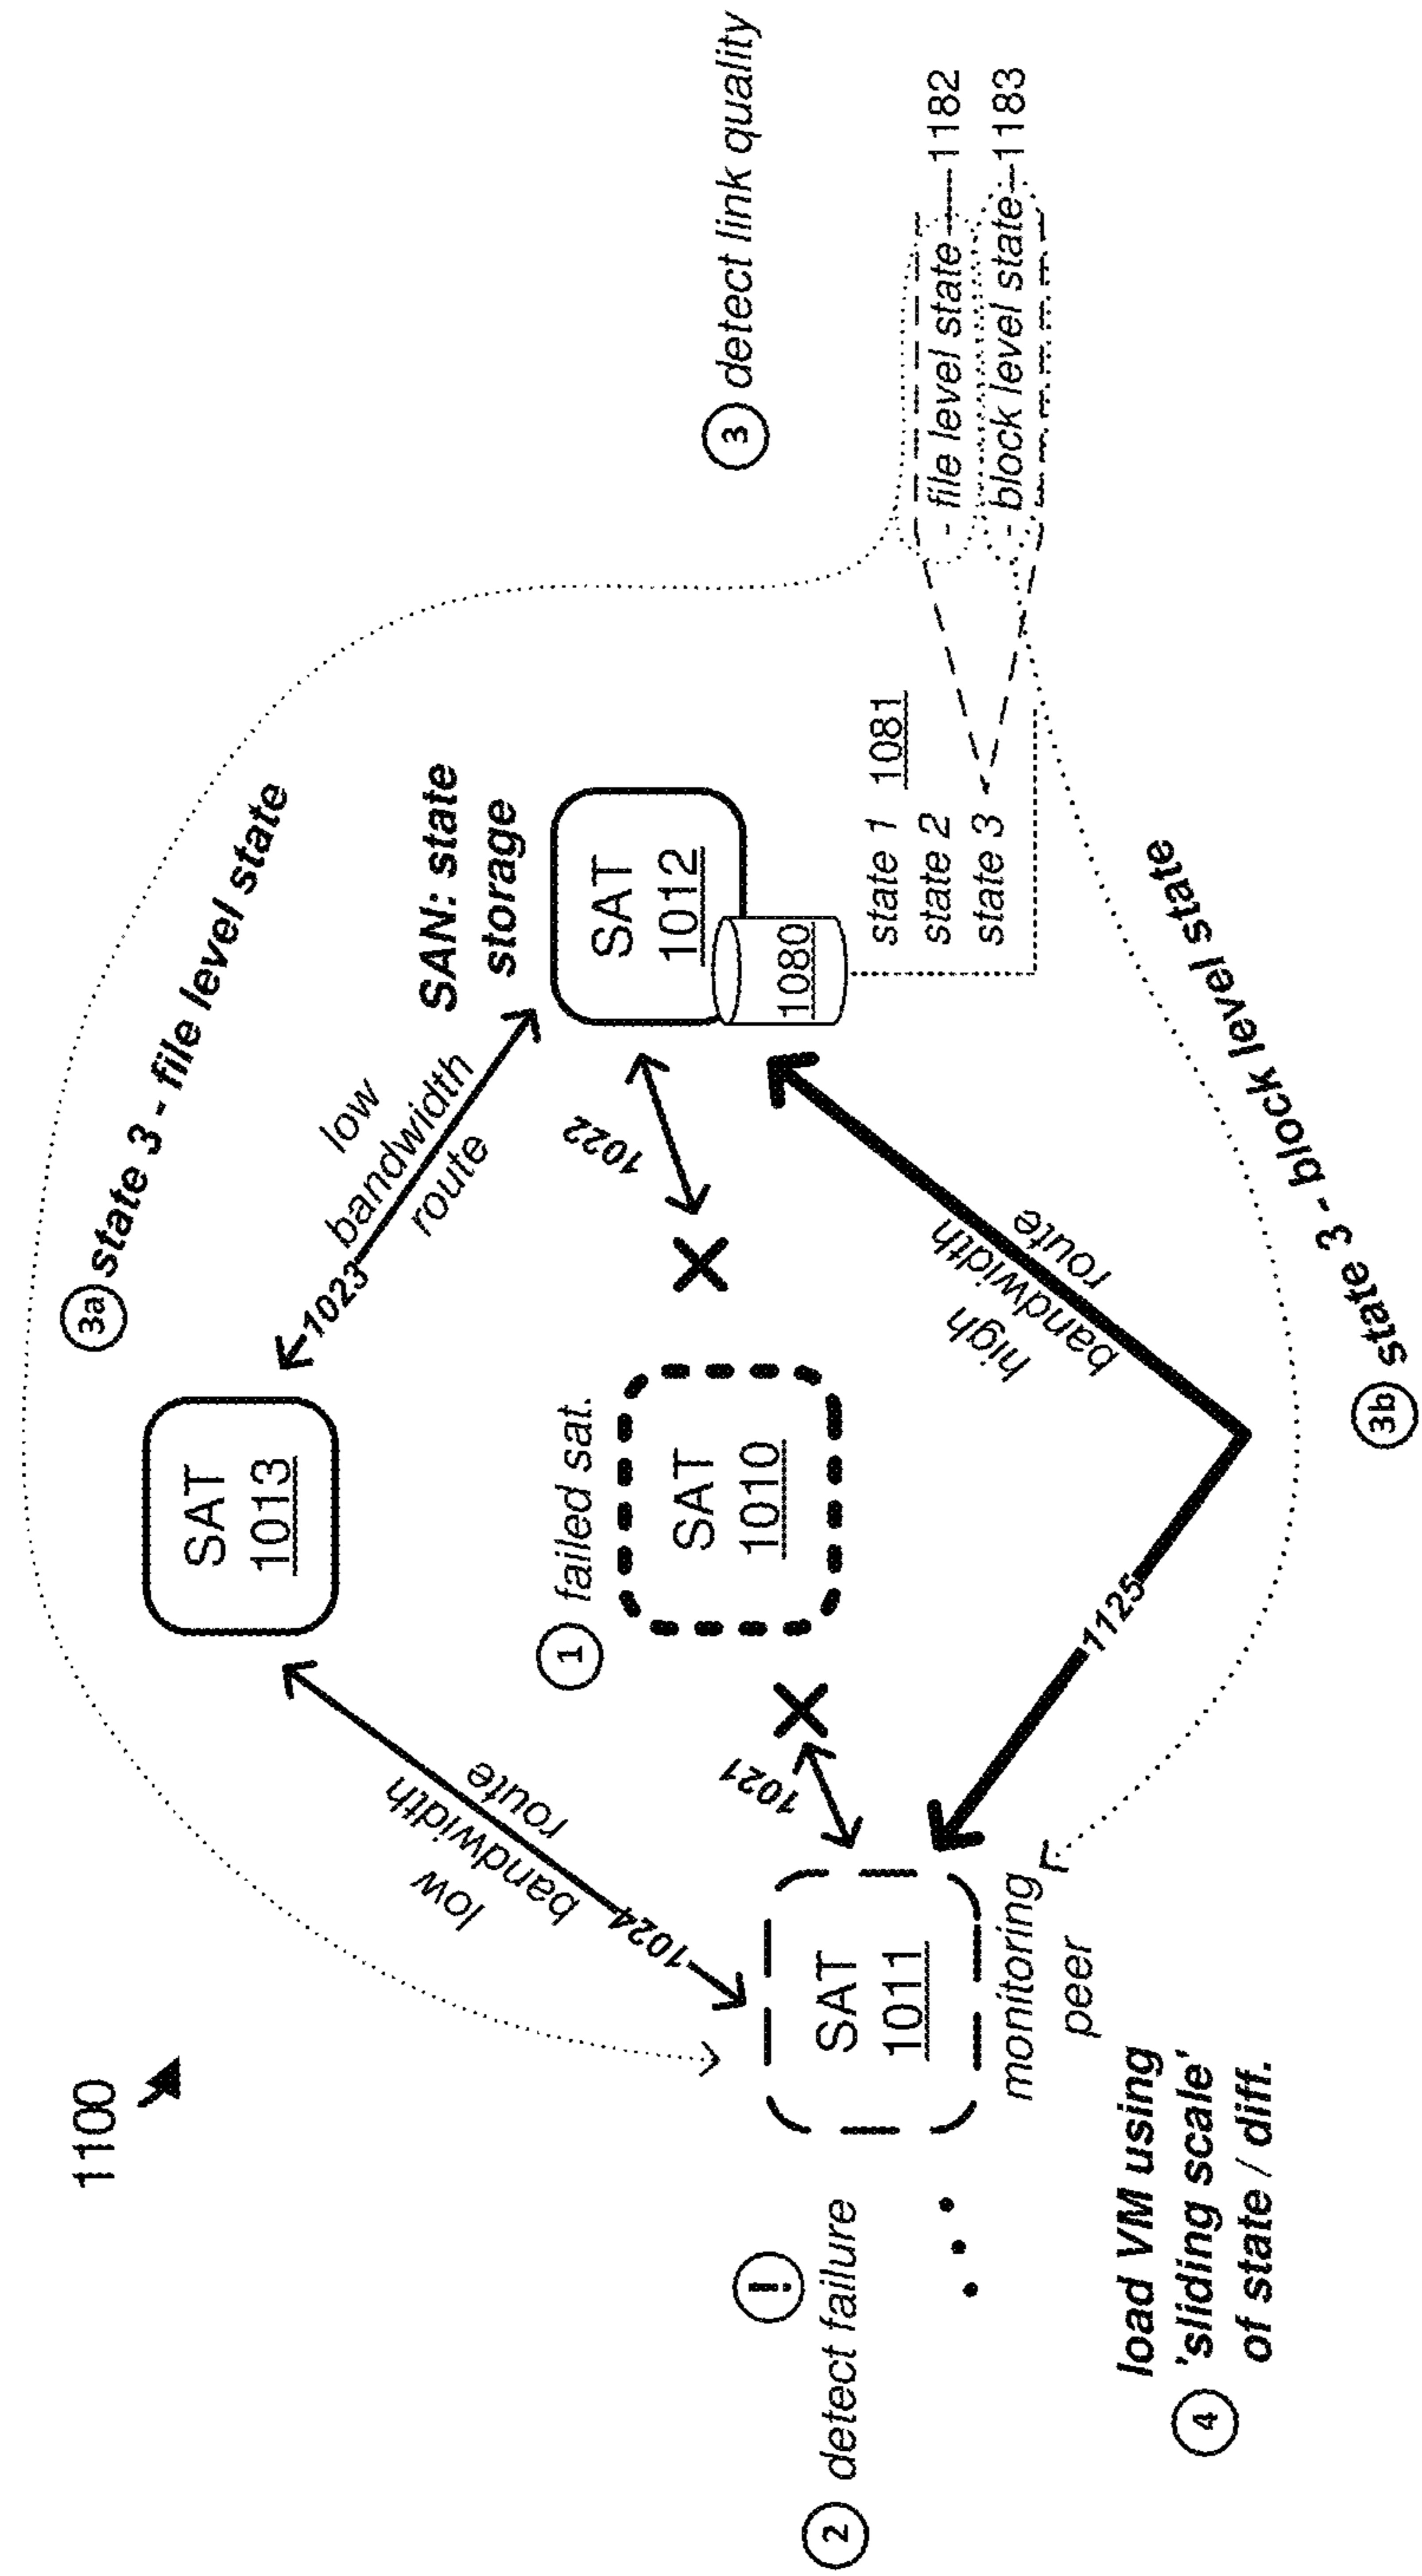 1100
3a state 3 - file level state
SAT
1013
1023
low
bandwidth
route
low
bandwidth
route
1024
SAN: state
storage
SAT
1012
1080
1022
1 failed sat.
SAT
1010
1021
3 detect link quality
i
2 detect failure
SAT
1011
monitoring
peer
state 1 1081
state 2
state 3
- file level state 1182
- block level state 1183
high
bandwidth
route
1125
load VM using
4 'sliding scale'
of state / diff.
3b state 3 - block level state